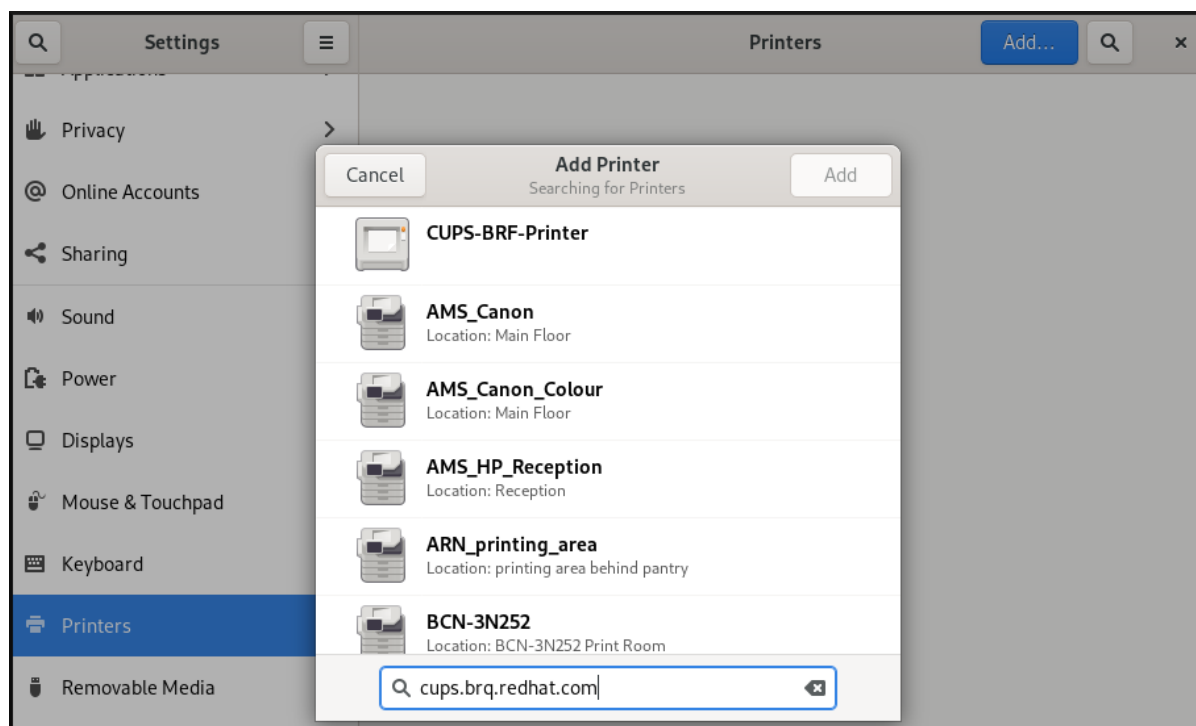 Settings
Printers
Add...
Applications
Privacy
Online Accounts
Sharing
Sound
Power
Displays
Mouse & Touchpad
Keyboard
Printers
Removable Media
Cancel
Add Printer
Searching for Printers
Add
CUPS-BRF-Printer
AMS_Canon
Location: Main Floor
AMS_Canon_Colour
Location: Main Floor
AMS_HP_Reception
Location: Reception
ARN_printing_area
Location: printing area behind pantry
BCN-3N252
Location: BCN-3N252 Print Room
cups.brq.redhat.com